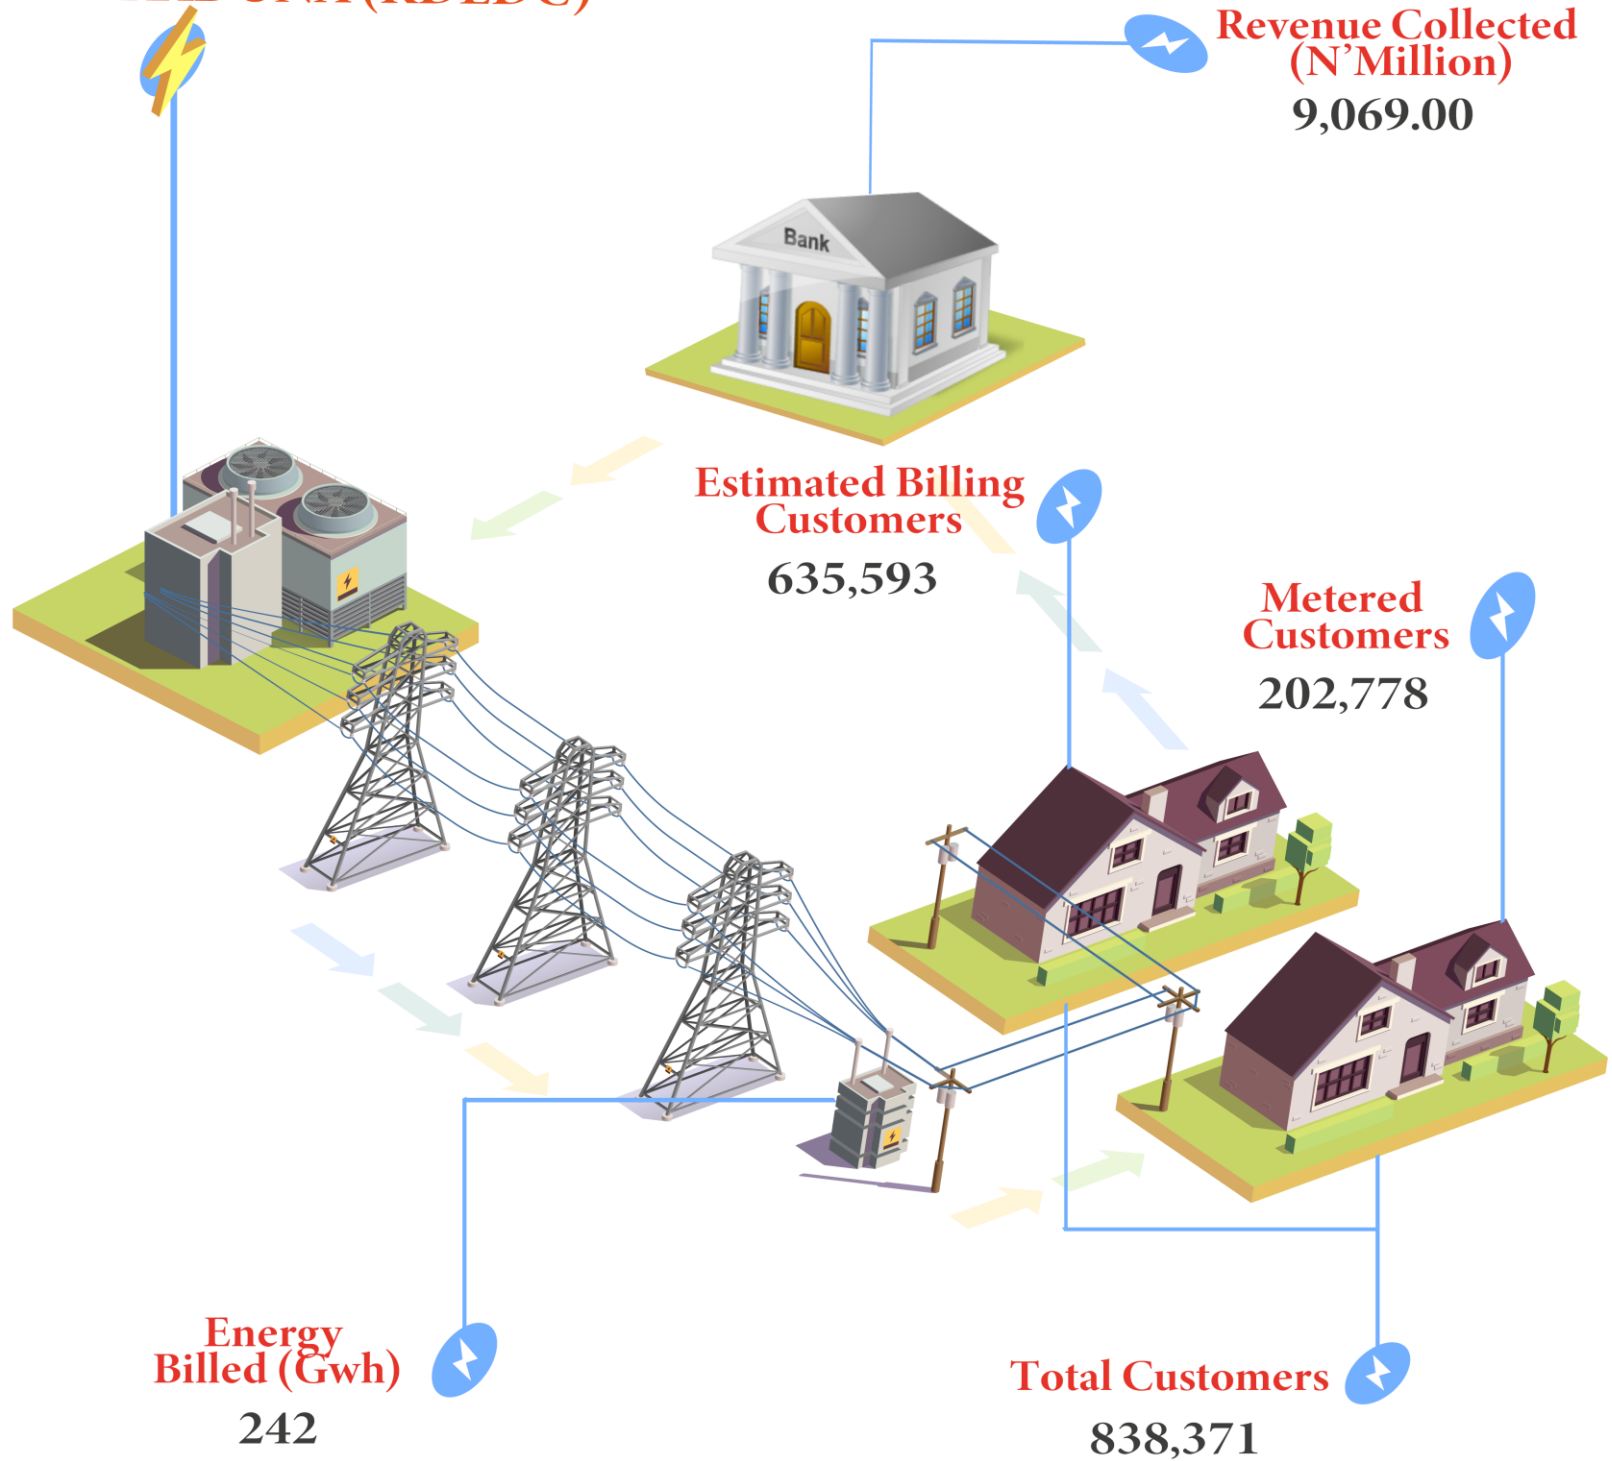 Revenue Collected
(N'Million)
9,069.00
Bank
Estimated Billing
Customers
635,593
Metered
Customers
202,778
Energy
Billed (Gwh)
242
Total Customers
838,371